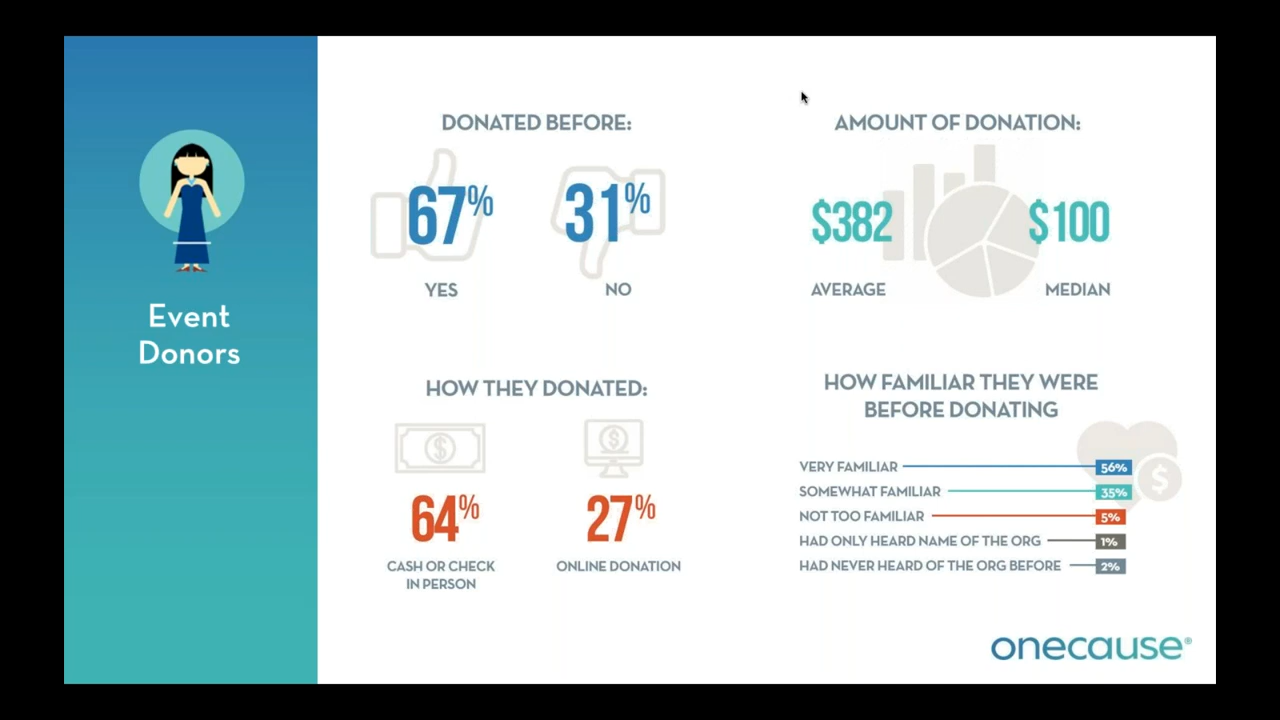 Event
Donors
DONATED BEFORE:
67%
31%
YES
NO
AMOUNT OF DONATION:
$382
$100
AVERAGE
MEDIAN
HOW THEY DONATED:
$
$
64%
27%
CASH OR CHECK
IN PERSON
ONLINE DONATION
HOW FAMILIAR THEY WERE
BEFORE DONATING
$
VERY FAMILIAR 56%
SOMEWHAT FAMILIAR 35%
NOT TOO FAMILIAR 5%
HAD ONLY HEARD NAME OF THE ORG 1%
HAD NEVER HEARD OF THE ORG BEFORE 2%
onecause®